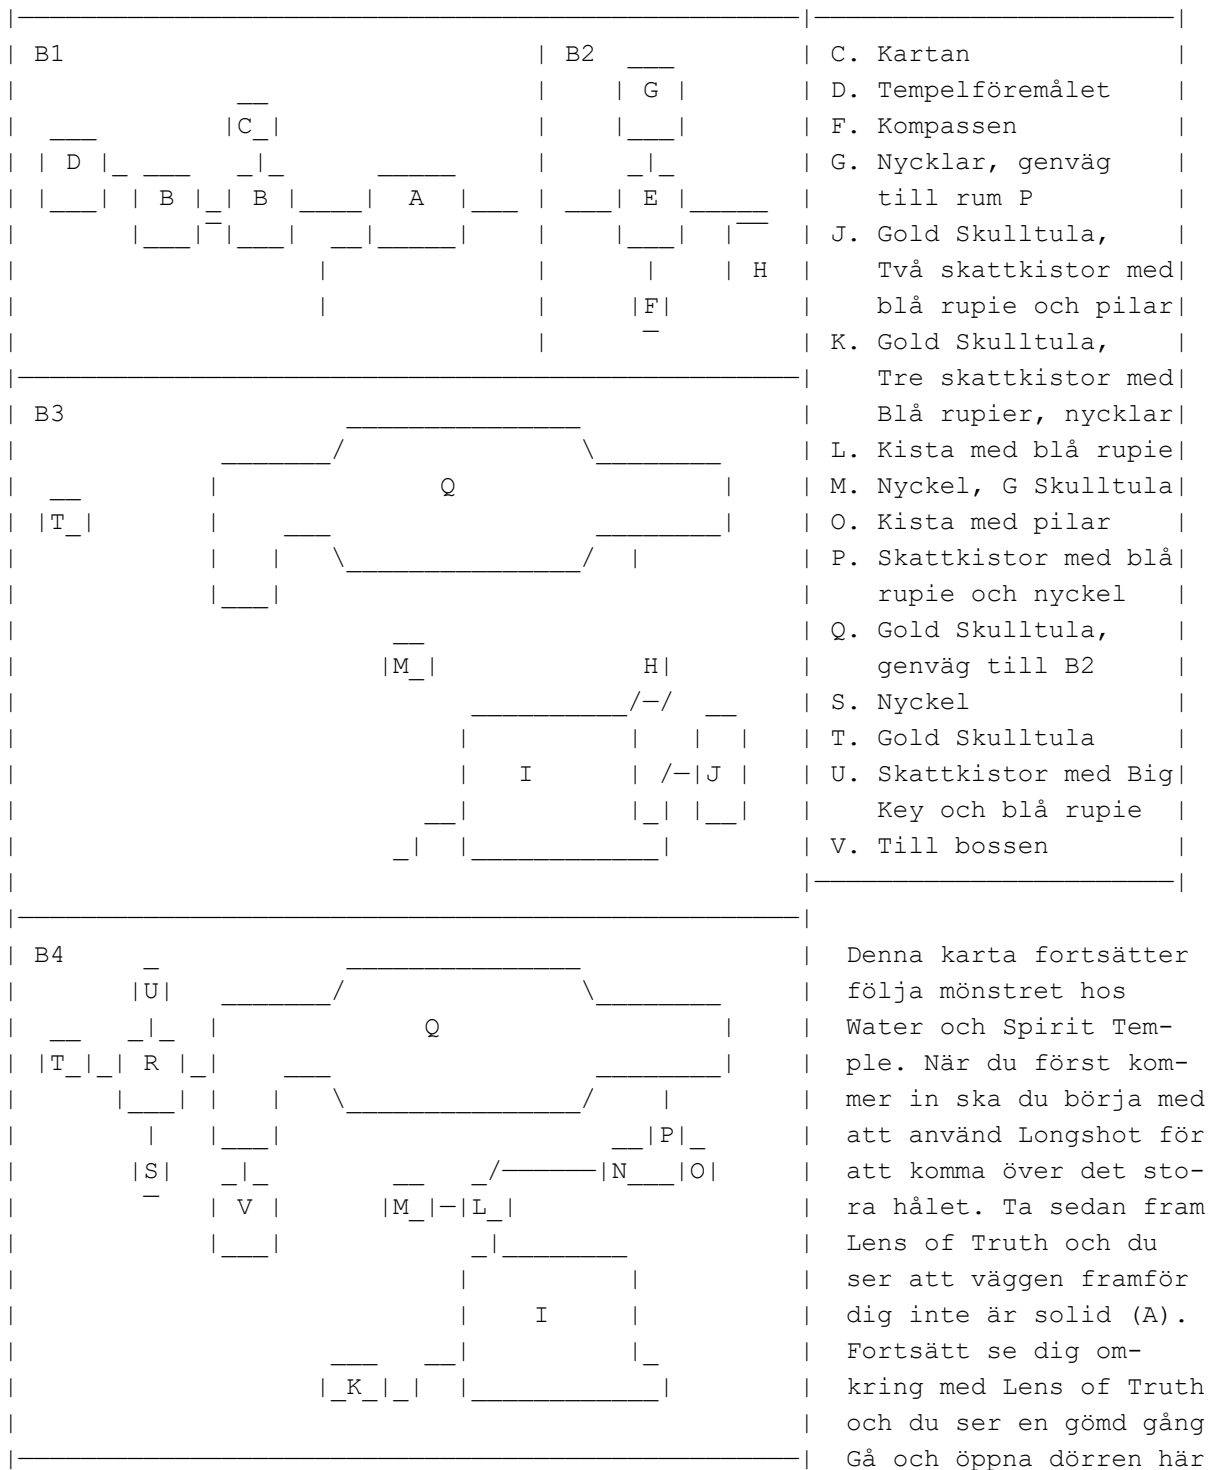 B1
B2
G
C
D
B
B
A
E
H
F
B3
Q
T
M
H
I
J
B4
U
Q
T
R
P
S
N
O
V
M
L
I
K
C. Kartan
D. Tempelföremålet
F. Kompassen
G. Nycklar, genväg
till rum P
J. Gold Skulltula,
Två skattkistor med
blå rupie och pilar
K. Gold Skulltula,
Tre skattkistor med
Blå rupier, nycklar
L. Kista med blå rupie
M. Nyckel, G Skulltula
O. Kista med pilar
P. Skattkistor med blå
rupie och nyckel
Q. Gold Skulltula,
genväg till B2
S. Nyckel
T. Gold Skulltula
U. Skattkistor med Big
Key och blå rupie
V. Till bossen
Denna karta fortsätter
följa mönstret hos
Water och Spirit Tem-
ple. När du först kom-
mer in ska du börja med
att använd Longshot för
att komma över det sto-
ra hålet. Ta sedan fram
Lens of Truth och du
ser att väggen framför
dig inte är solid (A).
Fortsätt se dig om-
kring med Lens of Truth
och du ser en gömd gång
Gå och öppna dörren här